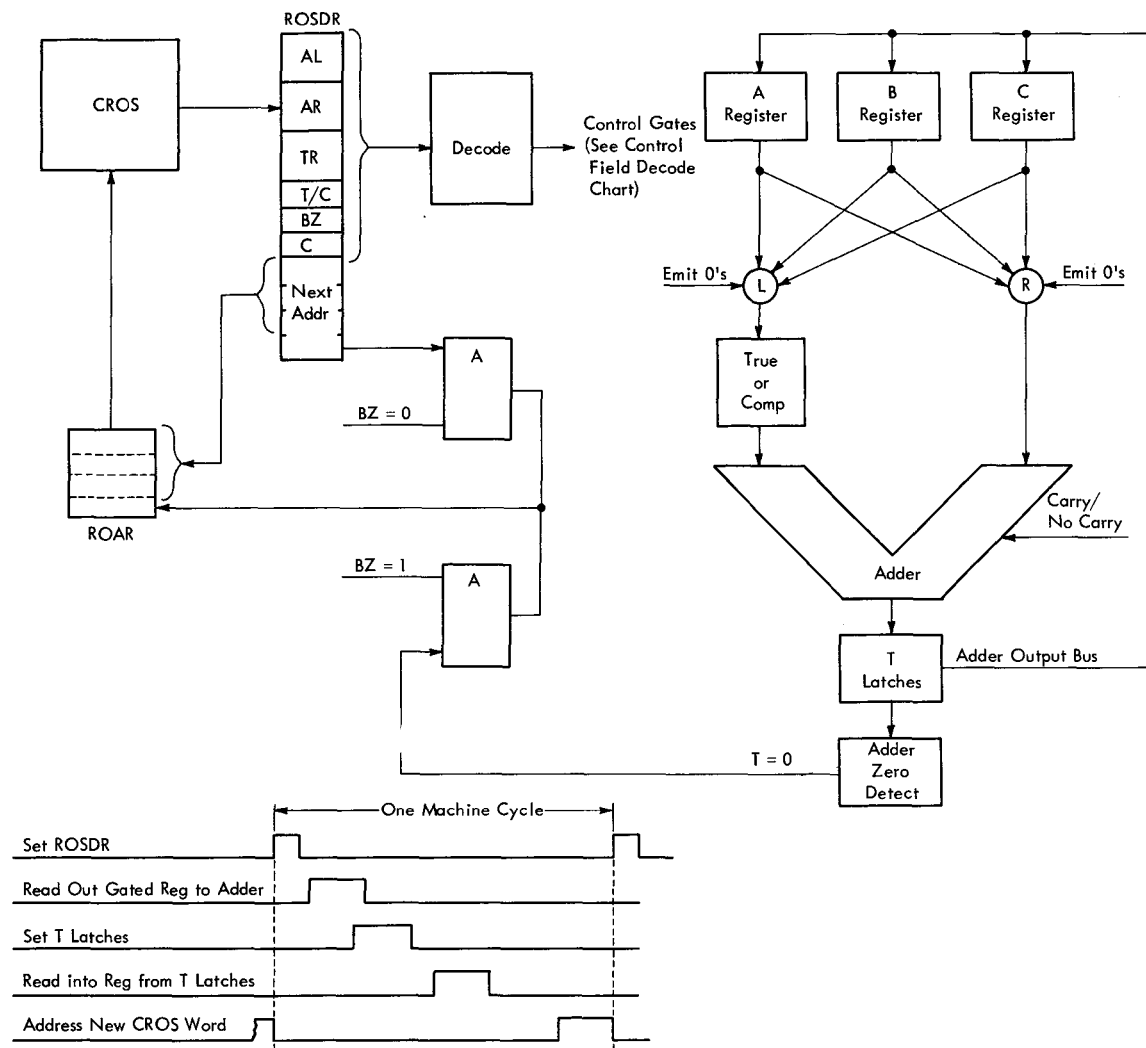 ROSDR
AL
AR
TR
T/C
BZ
C
Next
Addr
CROS
Decode
Control Gates
(See Control
Field Decode
Chart)
A
Register
B
Register
C
Register
Emit 0's
L
R
Emit 0's
True
or
Comp
A
BZ = 0
ROAR
BZ = 1
A
Carry/
No Carry
Adder
T
Latches
Adder Output Bus
T = 0
Adder
Zero
Detect
One Machine Cycle
Set ROSDR
Read Out Gated Reg to Adder
Set T Latches
Read into Reg from T Latches
Address New CROS Word